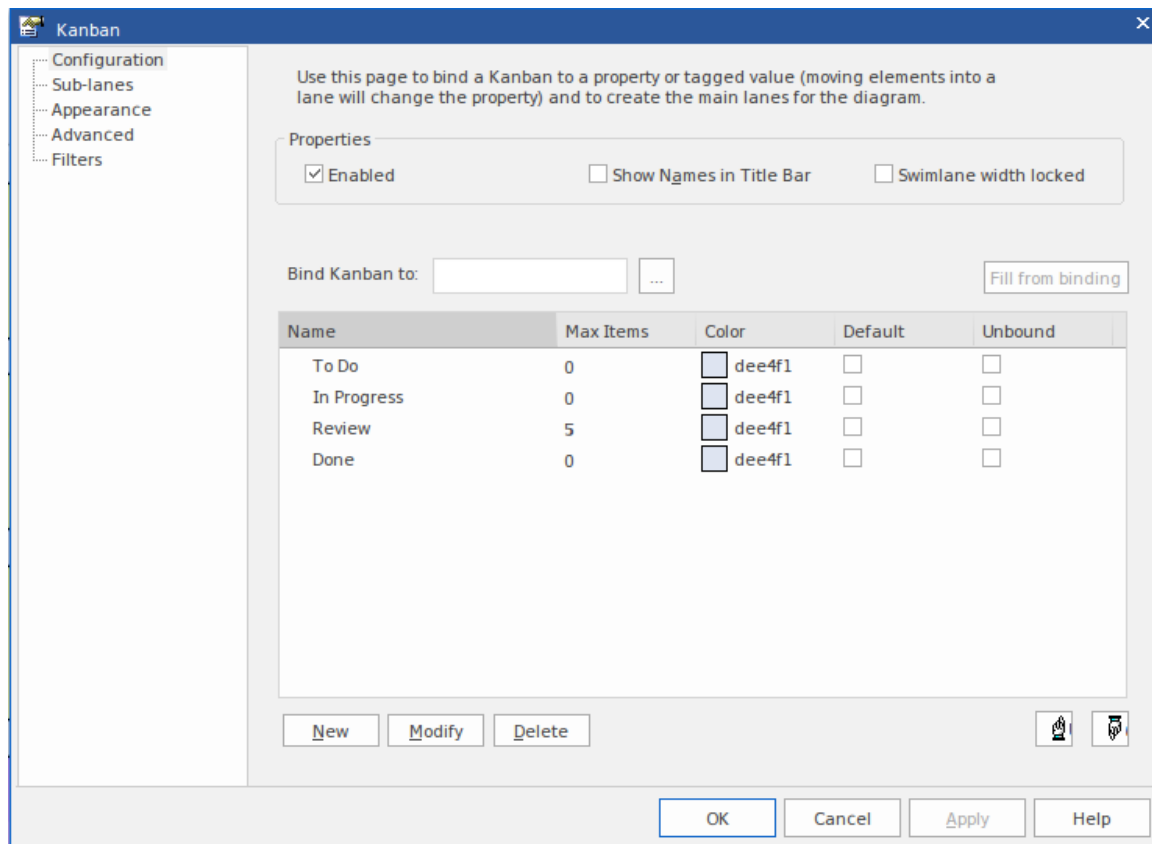 Kanban
Configuration
Sub-lanes
Appearance
Advanced
Filters
Use this page to bind a Kanban to a property or tagged value (moving elements into a
lane will change the property) and to create the main lanes for the diagram.
Properties
Enabled Show Names in Title Bar Swimlane width locked
Bind Kanban to: ... Fill from binding
Name Max Items Color Default Unbound
To Do 0 dee4f1
In Progress 0 dee4f1
Review 5 dee4f1
Done 0 dee4f1
New Modify Delete
OK Cancel Apply Help